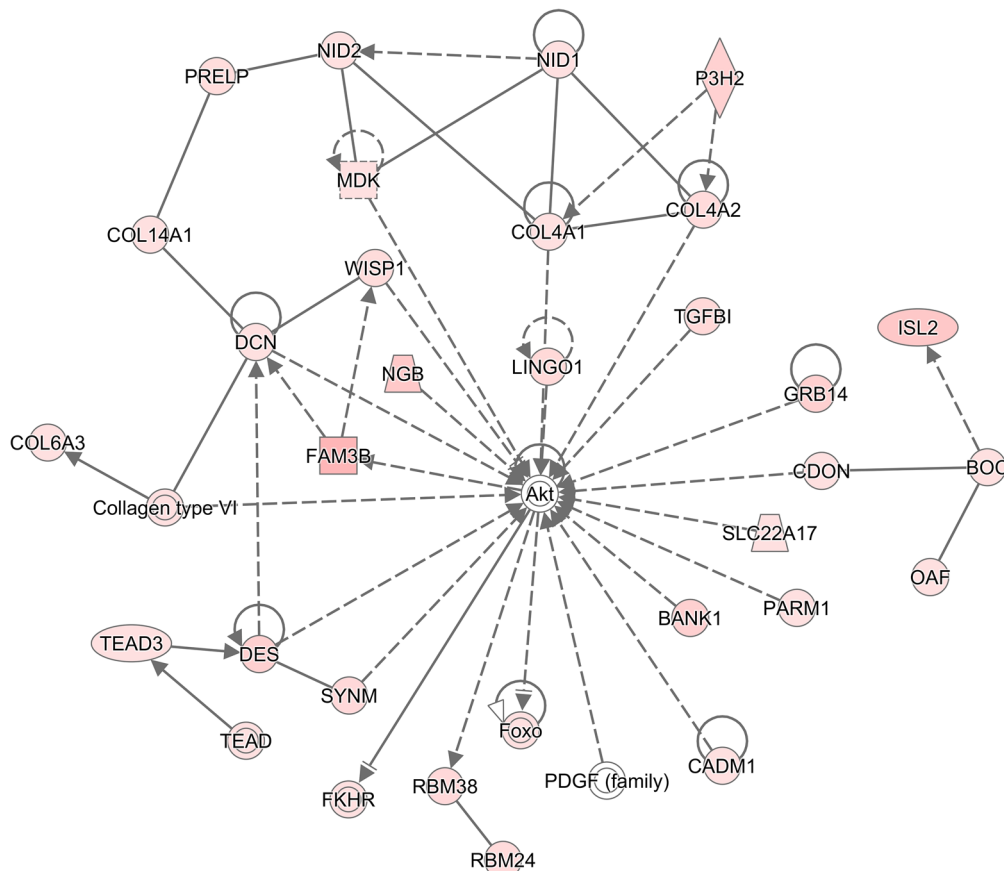 NID2
NID1
PRELP
P3H2
MDK
COL4A2
COL14A1
COL4A1
WISP1
TGFBI
ISL2
DCN
LINGO1
NGB
GRB14
COL6A3
FAM3B
CDON
BOC
Akt
Collagen type VI
SLC22A17
OAF
PARM1
BANK1
TEAD3
DES
SYNM
Foxo
TEAD
CADM1
PDGF (family)
RBM38
FKHR
RBM24